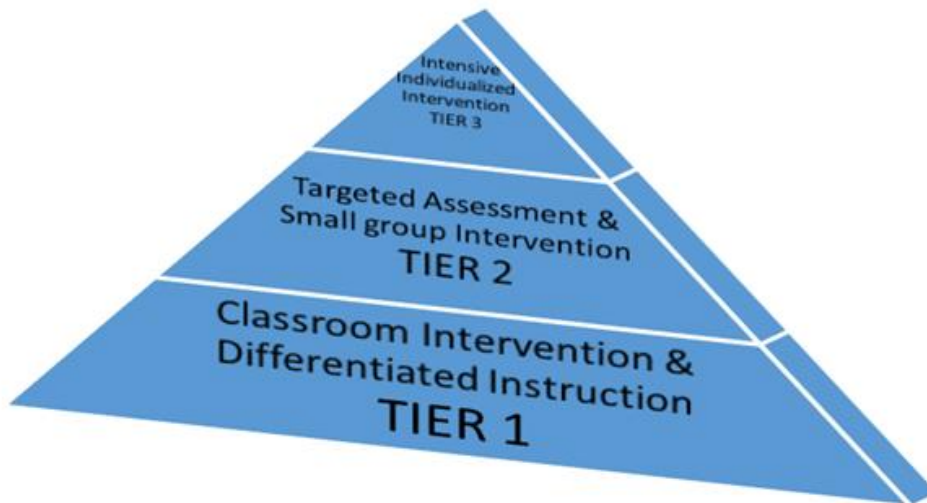 Intensive
Individualized
Intervention
TIER 3
Targeted Assessment &
Small group Intervention
TIER 2
Classroom Intervention &
Differentiated Instruction
TIER 1